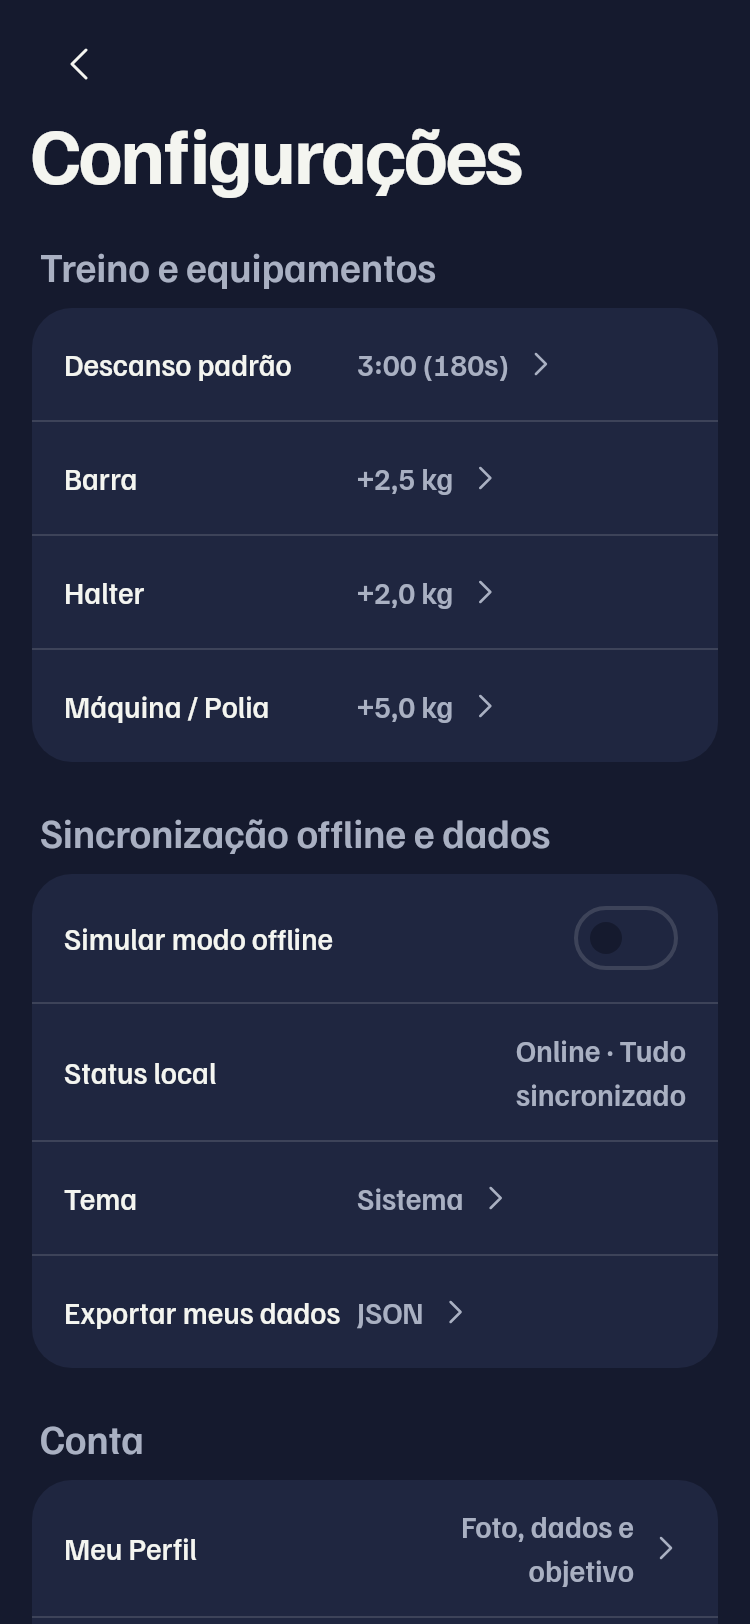 Configurações
Treino e equipamentos
Descanso padrão 3:00 (180s)
Barra +2,5 kg
Halter +2,0 kg
Máquina / Polia +5,0 kg
Sincronização offline e dados
Simular modo offline
Status local Online · Tudo
sincronizado
Tema Sistema
Exportar meus dados JSON
Conta
Meu Perfil Foto, dados e
objetivo